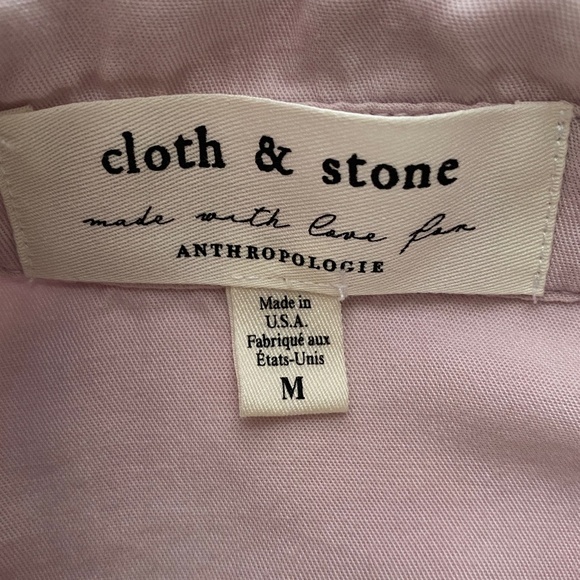 cloth & stone
made with love for
ANTHROPOLOGIE
Made in
U.S.A.
Fabriqué aux
États-Unis
M